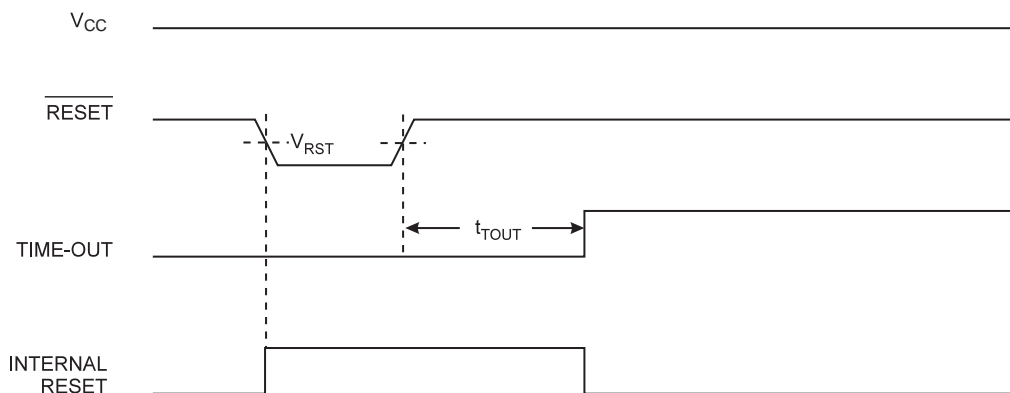 VCC
RESET
VRST
tTOUT
TIME-OUT
INTERNAL
RESET